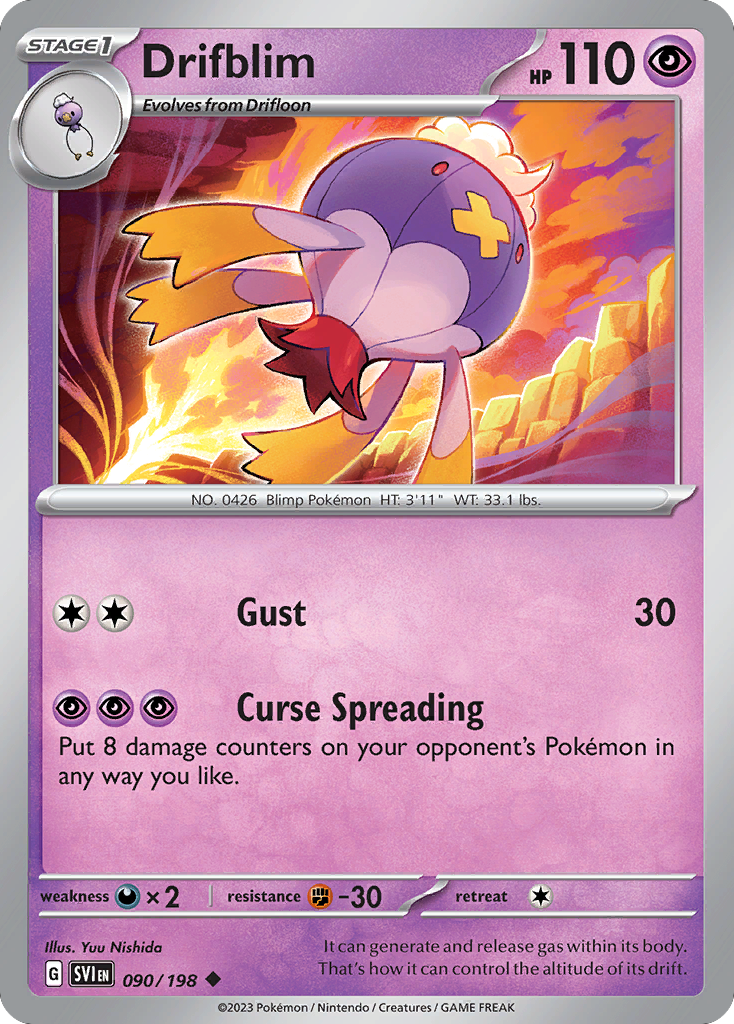 STAGE 1
Drifblim
HP 110
Evolves from Drifloon
NO. 0426 Blimp Pokémon HT: 3'11" WT: 33.1 lbs.
Gust 30
Curse Spreading
Put 8 damage counters on your opponent's Pokémon in
any way you like.
weakness ×2 resistance -30 retreat
Illus. Yuu Nishida
It can generate and release gas within its body.
That's how it can control the altitude of its drift.
G SVI EN 090/198
©2023 Pokémon / Nintendo / Creatures / GAME FREAK